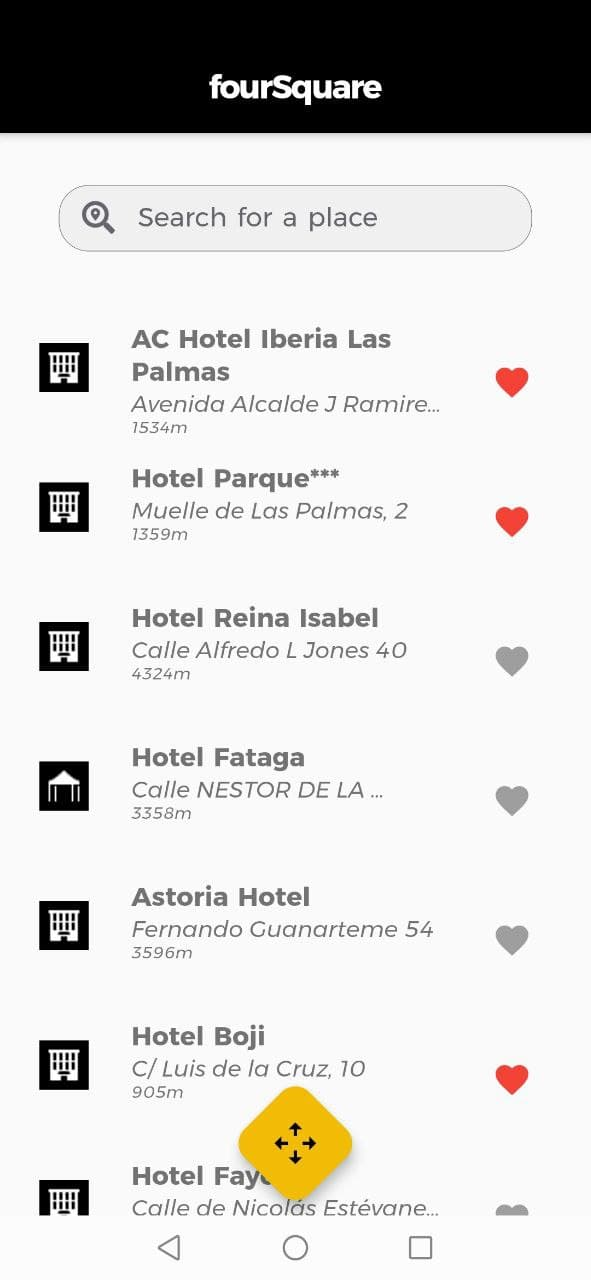 fourSquare
Search for a place
AC Hotel Iberia Las
Palmas
Avenida Alcalde J Ramire...
1534m
Hotel Parque***
Muelle de Las Palmas, 2
1359m
Hotel Reina Isabel
Calle Alfredo L Jones 40
4324m
Hotel Fataga
Calle NESTOR DE LA ...
3358m
Astoria Hotel
Fernando Guanarteme 54
3596m
Hotel Boji
C/ Luis de la Cruz, 10
905m
Hotel
Calle de Nicolás Estévane...